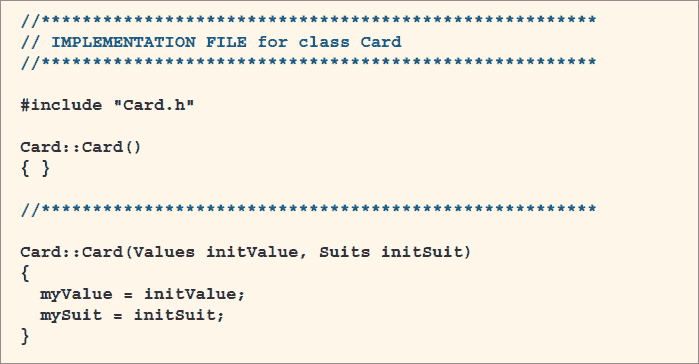 //******************************************************
// IMPLEMENTATION FILE for class Card
//******************************************************
#include "Card.h"
Card::Card()
{ }
//******************************************************
Card::Card(Values initValue, Suits initSuit)
{
myValue = initValue;
mySuit = initSuit;
}